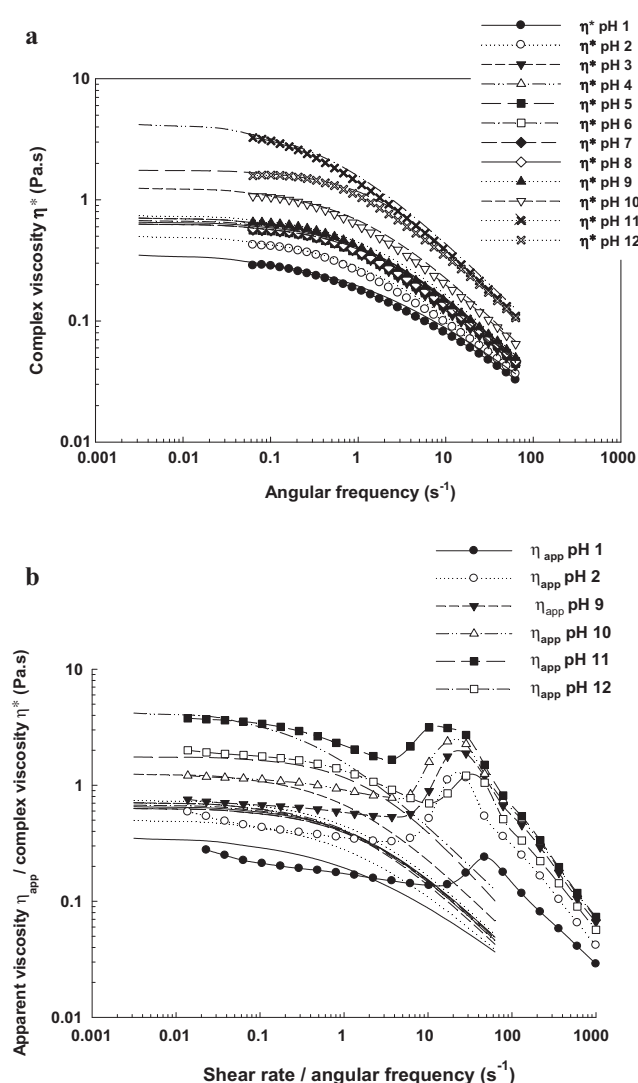 a
η* pH 1
η* pH 2
η* pH 3
η* pH 4
η* pH 5
η* pH 6
η* pH 7
η* pH 8
η* pH 9
η* pH 10
η* pH 11
η* pH 12
Complex viscosity η* (Pa.s)
10
1
0.1
0.01
0.001 0.01 0.1 1 10 100 1000
Angular frequency (s-1)
b
η app pH 1
η app pH 2
η app pH 9
η app pH 10
η app pH 11
η app pH 12
Apparent viscosity η app / complex viscosity η* (Pa.s)
10
1
0.1
0.01
0.001 0.01 0.1 1 10 100 1000
Shear rate / angular frequency (s-1)